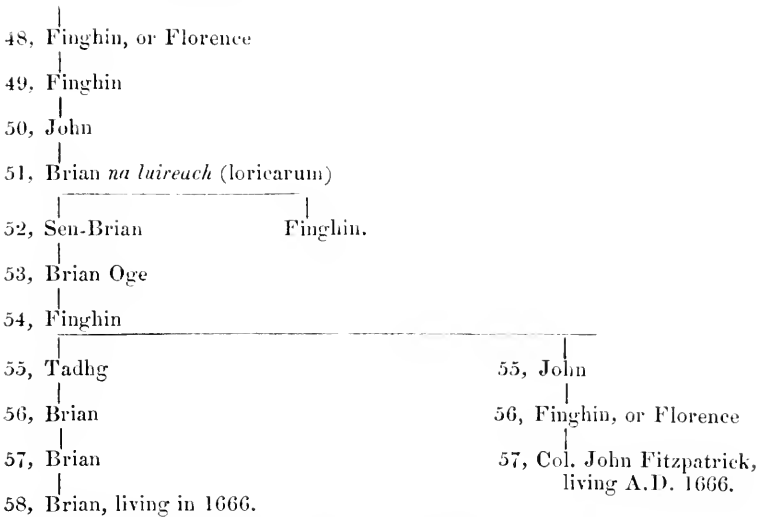 48, Finghin, or Florence
49, Finghin
50, John
51, Brian na luireach (loricarum)
52, Sen-Brian Finghin.
53, Brian Oge
54, Finghin
55, Tadhg 55, John
56, Brian 56, Finghin, or Florence
57, Brian 57, Col. John Fitzpatrick,
living A.D. 1666.
58, Brian, living in 1666.